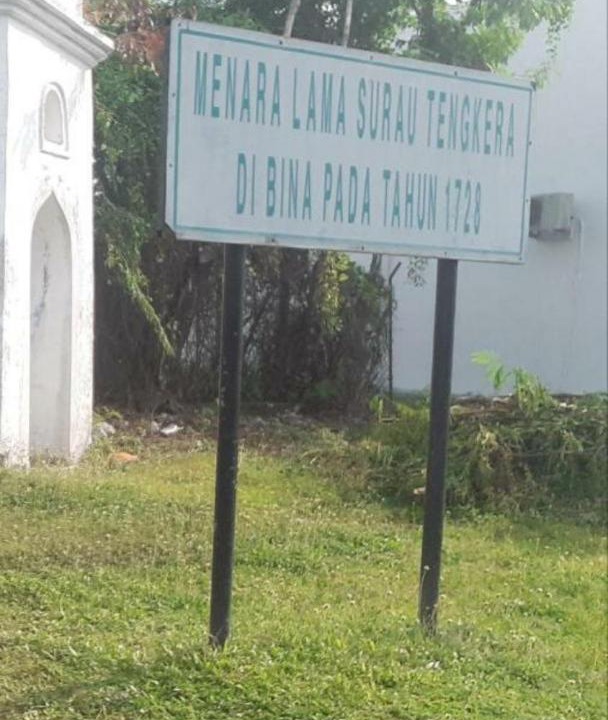 MENARA LAMA SURAU TENGKERA
DI BINA PADA TAHUN 1728